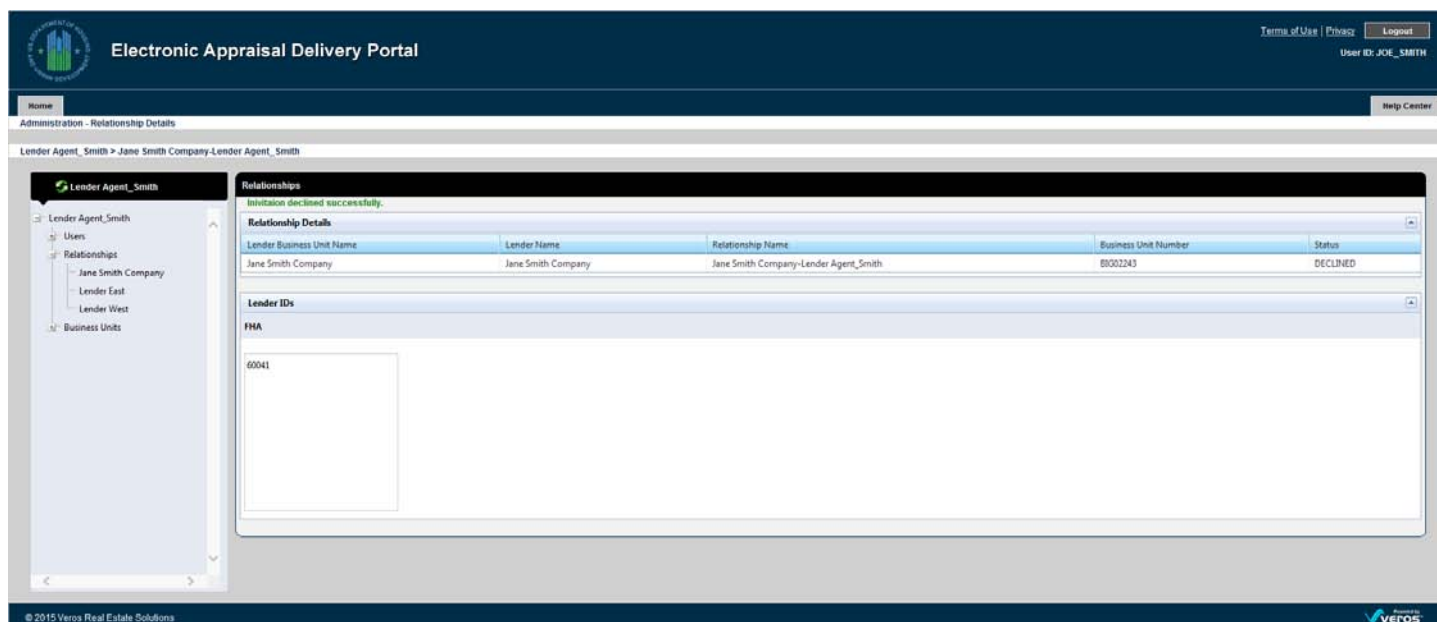 Terms of Use | Privacy Logout
Electronic Appraisal Delivery Portal
User ID: JOE_SMITH
Home Help Center
Administration - Relationship Details
Lender Agent_Smith > Jane Smith Company-Lender Agent_Smith
Lender Agent_Smith
Lender Agent_Smith
Users
Relationships
Jane Smith Company
Lender East
Lender West
Business Units
Relationships
Invitaion declined successfully.
Relationship Details
Lender Business Unit Name Lender Name Relationship Name Business Unit Number Status
Jane Smith Company Jane Smith Company Jane Smith Company-Lender Agent_Smith DECLINED
Lender IDs
FHA
60041
© 2015 Veros Real Estate Solutions
Powered by
veros